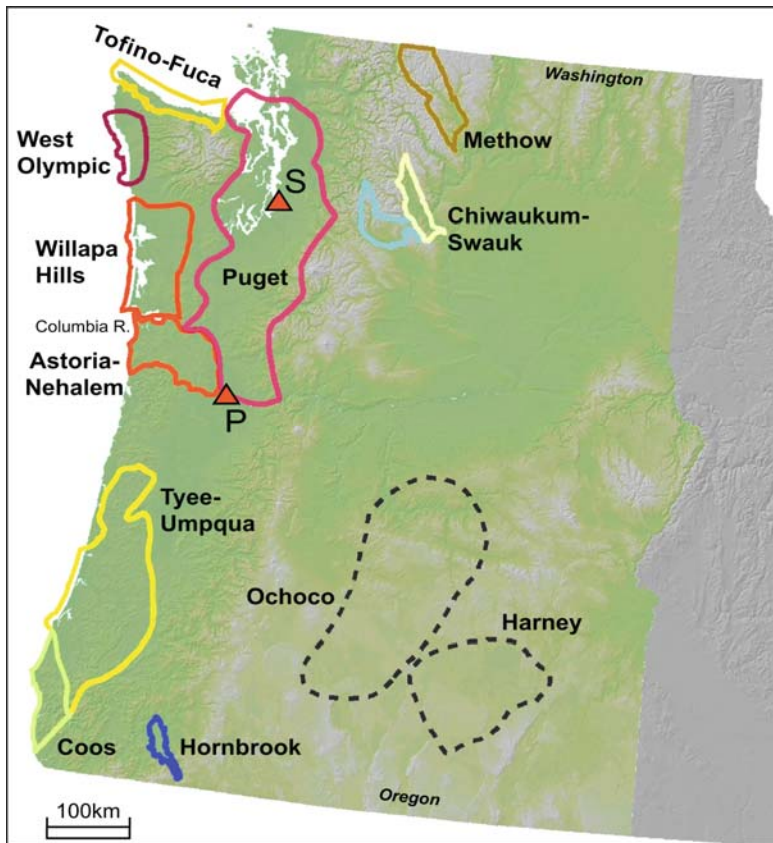 Tofino-Fuca
Washington
Methow
West
Olympic
S
Chiwaukum-
Swauk
Willapa
Hills
Puget
Columbia R.
Astoria-
Nehalem
P
Tyee-
Umpqua
Ochoco
Harney
Coos
Hornbrook
Oregon
100km